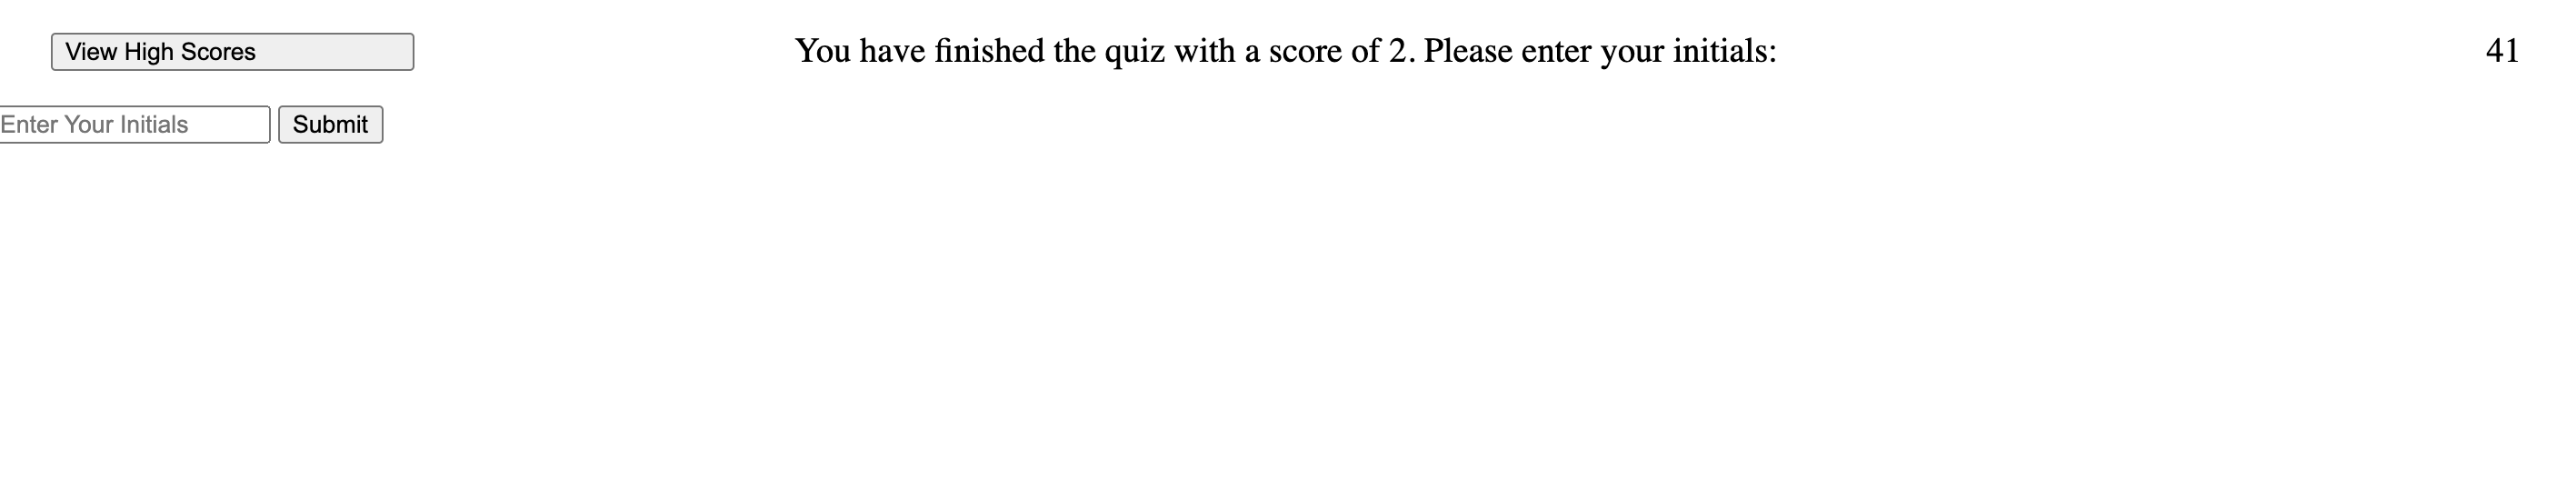 View High Scores You have finished the quiz with a score of 2. Please enter your initials: 41
Enter Your Initials Submit